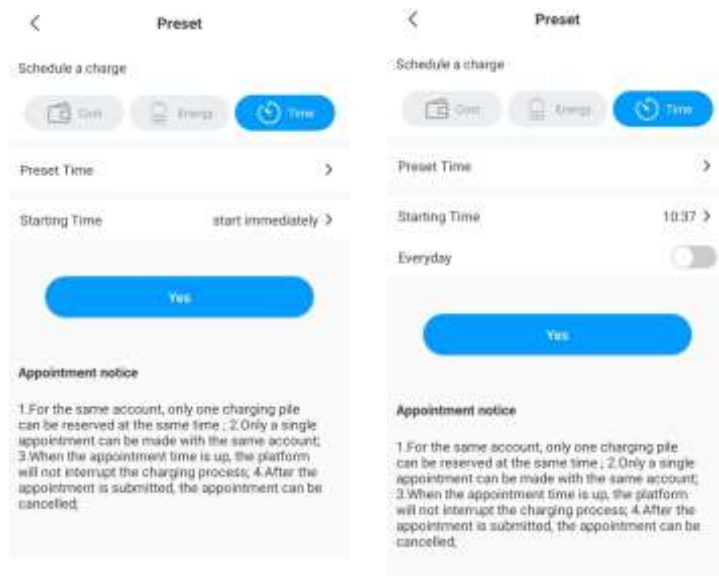 Preset
Schedule a charge
Cost Energy Time
Preset Time
Starting Time start immediately
Yes
Appointment notice
1.For the same account, only one charging pile
can be reserved at the same time ; 2.Only a single
appointment can be made with the same account;
3.When the appointment time is up, the platform
will not interrupt the charging process; 4.After the
appointment is submitted, the appointment can be
cancelled;
Preset
Schedule a charge
Cost Energy Time
Preset Time
Starting Time 10:37
Everyday
Yes
Appointment notice
1.For the same account, only one charging pile
can be reserved at the same time ; 2.Only a single
appointment can be made with the same account;
3.When the appointment time is up, the platform
will not interrupt the charging process; 4.After the
appointment is submitted, the appointment can be
cancelled;